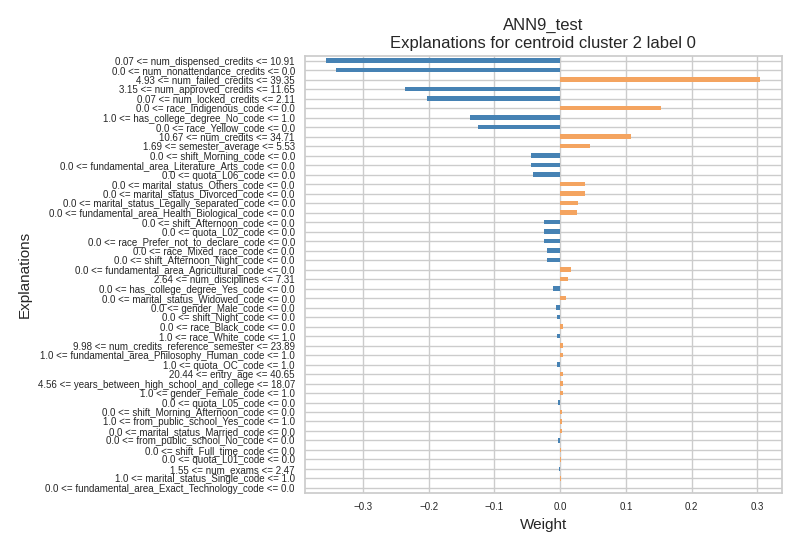 ANN9_test
Explanations for centroid cluster 2 label 0
0.07 <= num_dispensed_credits <= 10.91
0.0 <= num_nonattendance_credits <= 0.0
4.93 <= num_failed_credits <= 39.35
3.15 <= num_approved_credits <= 11.65
0.07 <= num_locked_credits <= 2.11
0.0 <= race_Indigenous_code <= 0.0
1.0 <= has_college_degree_No_code <= 1.0
0.0 <= race_Yellow_code <= 0.0
10.67 <= num_credits <= 34.71
1.69 <= semester_average <= 5.53
0.0 <= shift_Morning_code <= 0.0
0.0 <= fundamental_area_Literature_Arts_code <= 0.0
0.0 <= quota_L06_code <= 0.0
0.0 <= marital_status_Others_code <= 0.0
0.0 <= marital_status_Divorced_code <= 0.0
0.0 <= marital_status_Legally_separated_code <= 0.0
0.0 <= fundamental_area_Health_Biological_code <= 0.0
0.0 <= shift_Afternoon_code <= 0.0
0.0 <= quota_L02_code <= 0.0
0.0 <= race_Prefer_not_to_declare_code <= 0.0
0.0 <= race_Mixed_race_code <= 0.0
0.0 <= shift_Afternoon_Night_code <= 0.0
0.0 <= fundamental_area_Agricultural_code <= 0.0
2.64 <= num_disciplines <= 7.31
0.0 <= has_college_degree_Yes_code <= 0.0
0.0 <= marital_status_Widowed_code <= 0.0
0.0 <= gender_Male_code <= 0.0
0.0 <= shift_Night_code <= 0.0
0.0 <= race_Black_code <= 0.0
1.0 <= race_White_code <= 1.0
9.98 <= num_credits_reference_semester <= 23.89
1.0 <= fundamental_area_Philosophy_Human_code <= 1.0
1.0 <= quota_OC_code <= 1.0
20.44 <= entry_age <= 40.65
4.56 <= years_between_high_school_and_college <= 18.07
1.0 <= gender_Female_code <= 1.0
0.0 <= quota_L05_code <= 0.0
0.0 <= shift_Morning_Afternoon_code <= 0.0
1.0 <= from_public_school_Yes_code <= 1.0
0.0 <= marital_status_Married_code <= 0.0
0.0 <= from_public_school_No_code <= 0.0
0.0 <= shift_Full_time_code <= 0.0
0.0 <= quota_L01_code <= 0.0
1.55 <= num_exams <= 2.47
1.0 <= marital_status_Single_code <= 1.0
0.0 <= fundamental_area_Exact_Technology_code <= 0.0
Explanations
−0.3 −0.2 −0.1 0.0 0.1 0.2 0.3
Weight